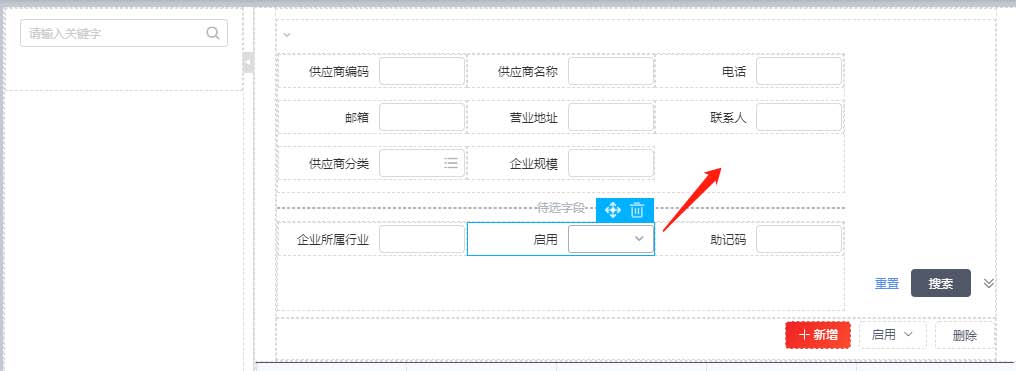 请输入关键字
供应商编码 供应商名称 电话
邮箱 营业地址 联系人
供应商分类 企业规模
待选字段
企业所属行业 启用 助记码
重置 搜索
新增 启用 删除